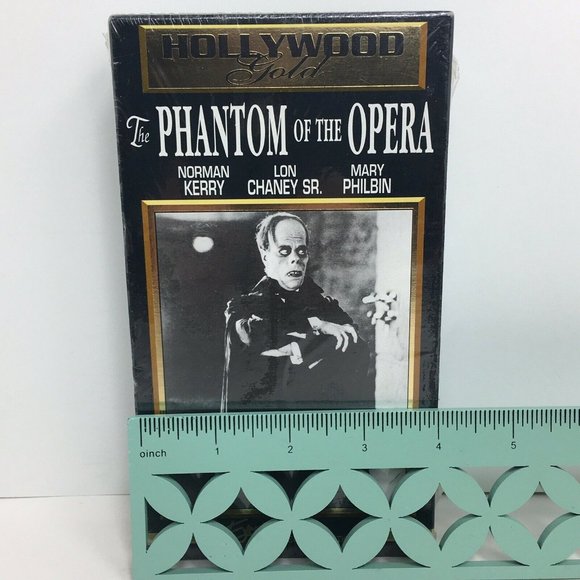 HOLLYWOOD
Gold
The PHANTOM OF THE OPERA
NORMAN LON MARY
KERRY CHANEY SR. PHILBIN
0inch 1 2 3 4 5